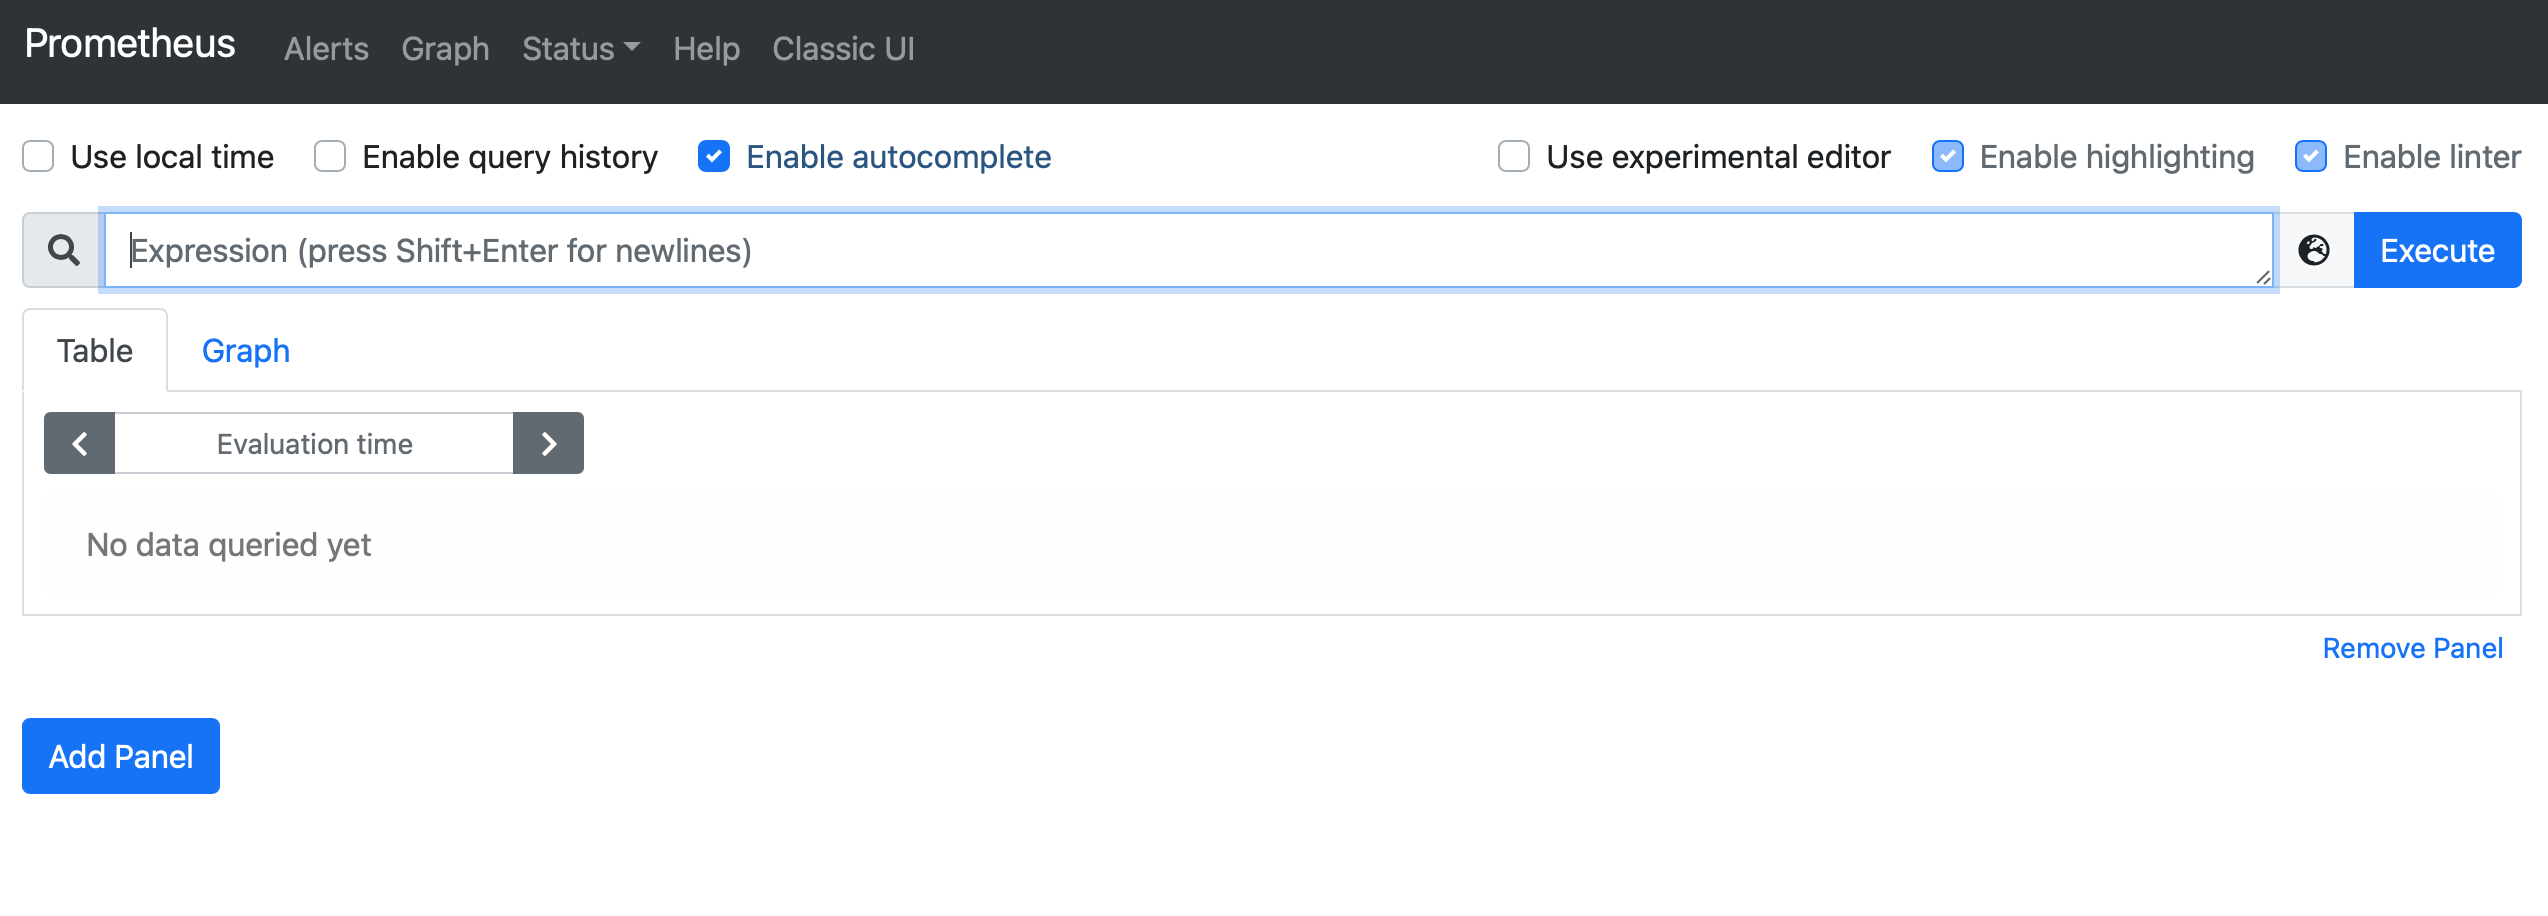 Prometheus Alerts Graph Status Help Classic UI
Use local time Enable query history Enable autocomplete Use experimental editor Enable highlighting Enable linter
Expression (press Shift+Enter for newlines) Execute
Table Graph
Evaluation time
No data queried yet
Remove Panel
Add Panel